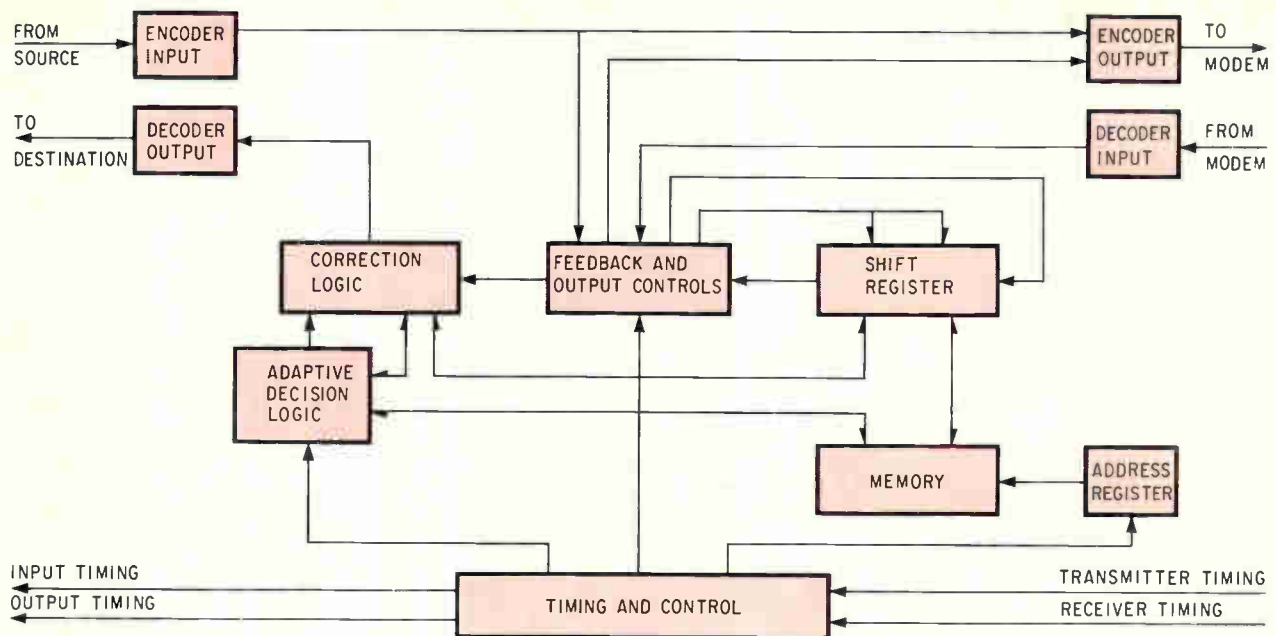 FROM
SOURCE
ENCODER
INPUT
ENCODER
OUTPUT
TO
MODEM
TO
DESTINATION
DECODER
OUTPUT
DECODER
INPUT
FROM
MODEM
CORRECTION
LOGIC
FEEDBACK AND
OUTPUT CONTROLS
SHIFT
REGISTER
ADAPTIVE
DECISION
LOGIC
MEMORY
ADDRESS
REGISTER
INPUT TIMING
OUTPUT TIMING
TIMING AND CONTROL
TRANSMITTER TIMING
RECEIVER TIMING